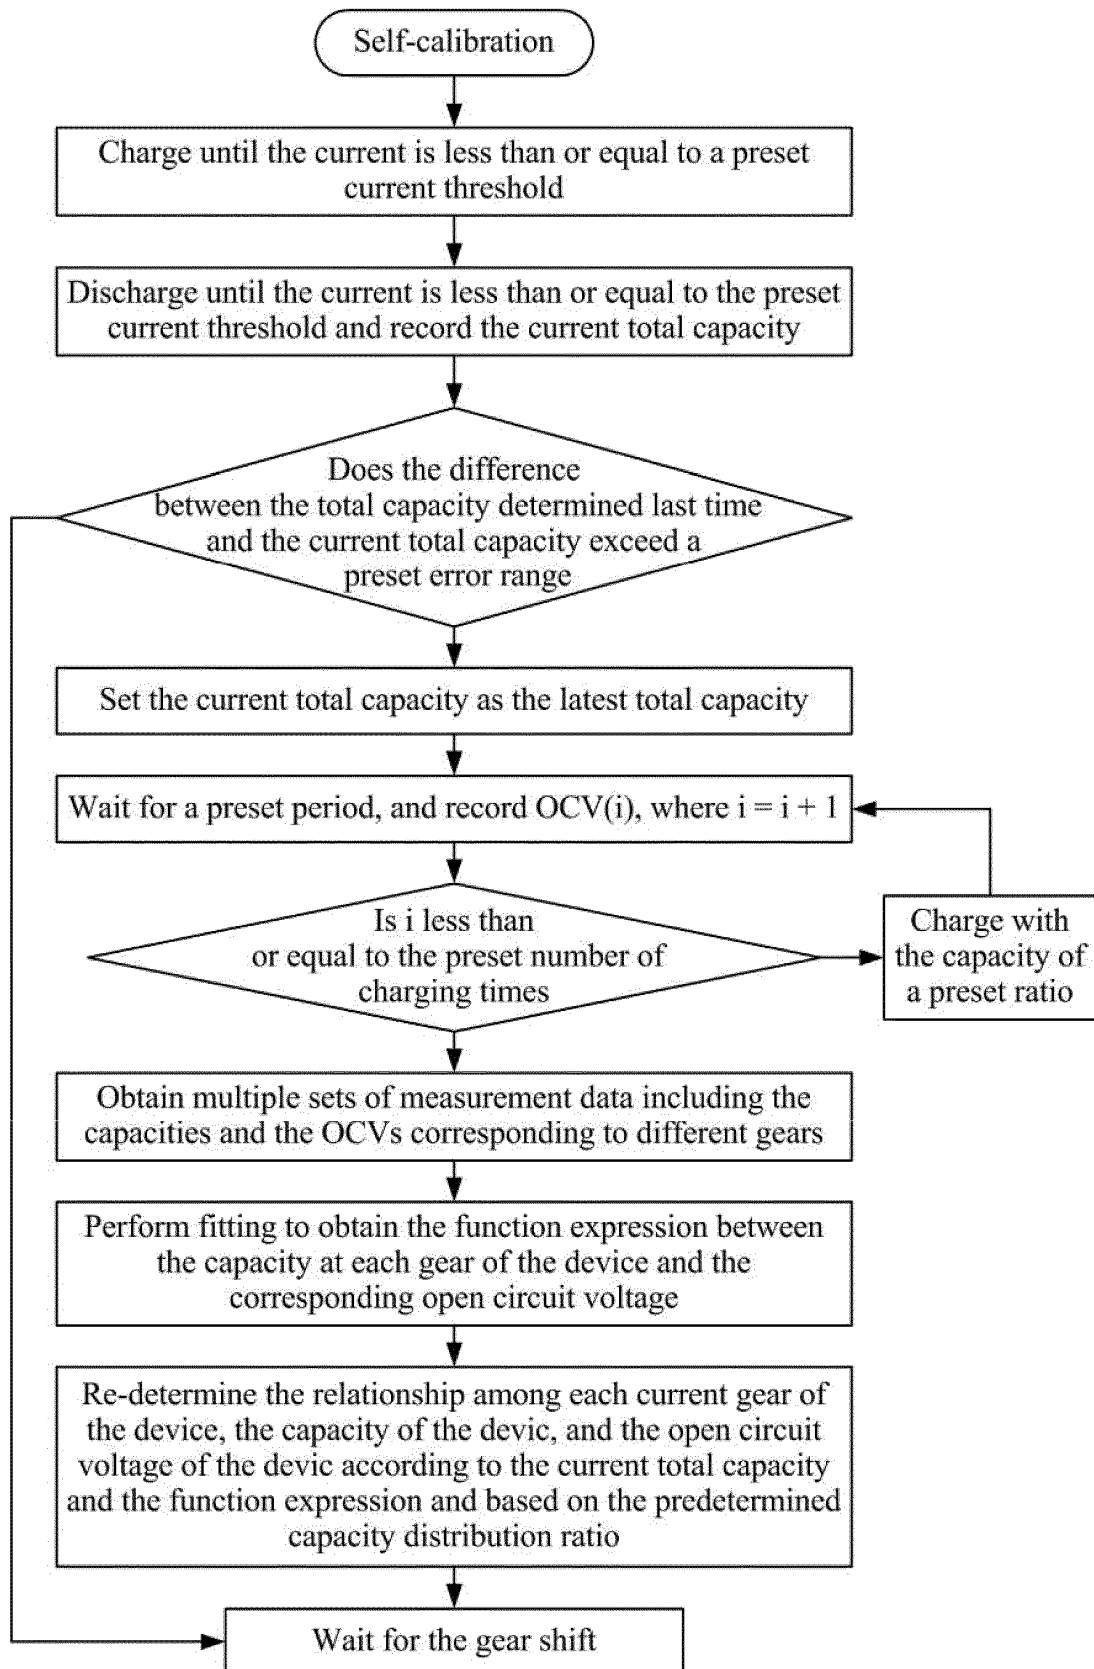 Self-calibration
Charge until the current is less than or equal to a preset
current threshold
Discharge until the current is less than or equal to the preset
current threshold and record the current total capacity
Does the difference
between the total capacity determined last time
and the current total capacity exceed a
preset error range
Set the current total capacity as the latest total capacity
Wait for a preset period, and record OCV(i), where i = i + 1
Is i less than
or equal to the preset number of
charging times
Charge with
the capacity of
a preset ratio
Obtain multiple sets of measurement data including the
capacities and the OCVs corresponding to different gears
Perform fitting to obtain the function expression between
the capacity at each gear of the device and the
corresponding open circuit voltage
Re-determine the relationship among each current gear of
the device, the capacity of the devic, and the open circuit
voltage of the devic according to the current total capacity
and the function expression and based on the predetermined
capacity distribution ratio
Wait for the gear shift